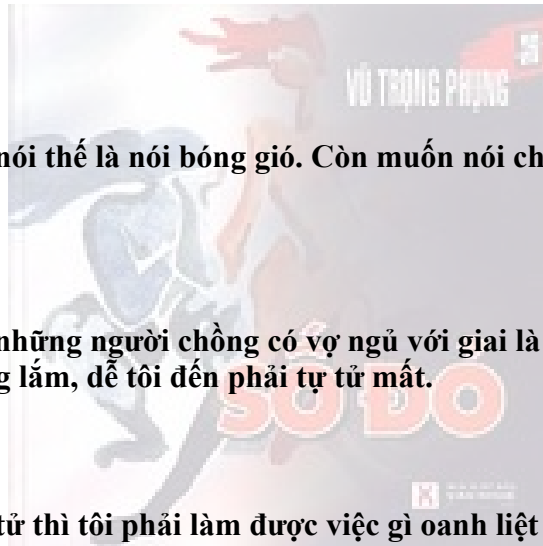 VŨ TRỌNG PHỤNG
nói thế là nói bóng gió. Còn muốn nói ch
những người chồng có vợ ngủ với giai là
g lắm, dễ tôi đến phải tự tử mất.
SỐ ĐỎ
tử thì tôi phải làm được việc gì oanh liệt